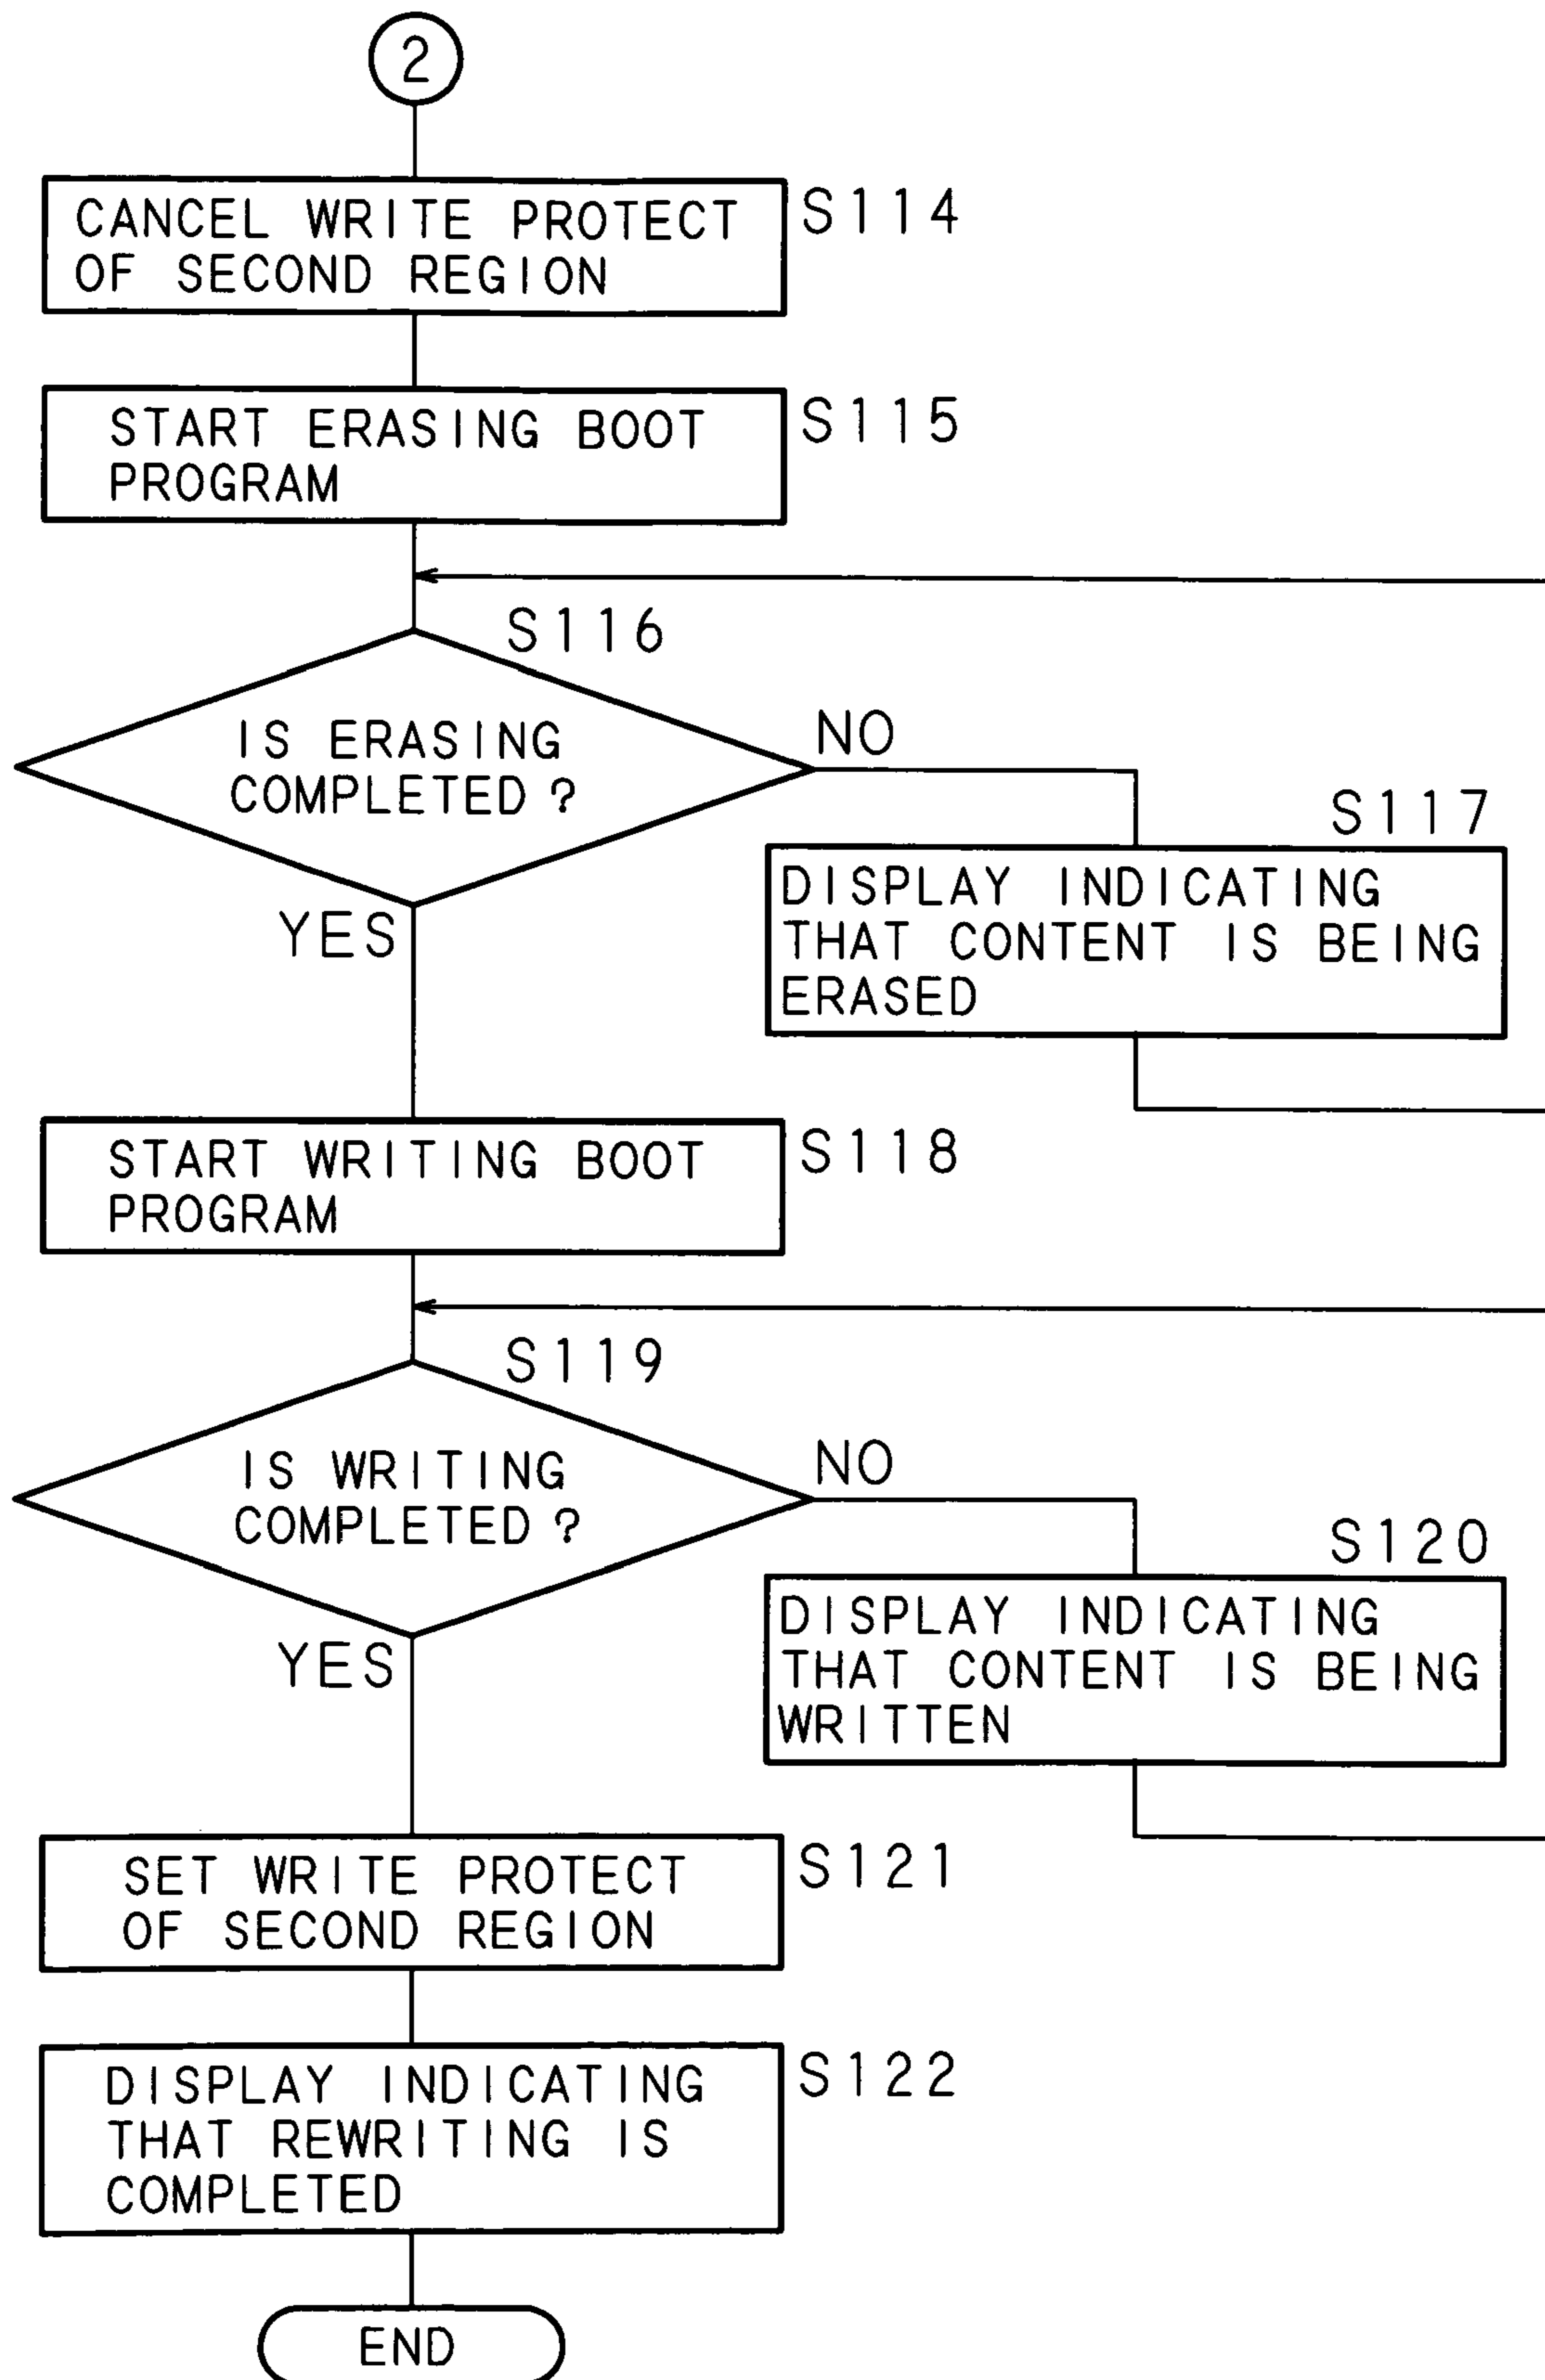 2
CANCEL WRITE PROTECT
OF SECOND REGION
S114
START ERASING BOOT
PROGRAM
S115
S116
IS ERASING
COMPLETED ?
NO
YES
S117
DISPLAY INDICATING
THAT CONTENT IS BEING
ERASED
START WRITING BOOT
PROGRAM
S118
S119
IS WRITING
COMPLETED ?
NO
YES
S120
DISPLAY INDICATING
THAT CONTENT IS BEING
WRITTEN
SET WRITE PROTECT
OF SECOND REGION
S121
DISPLAY INDICATING
THAT REWRITING IS
COMPLETED
S122
END